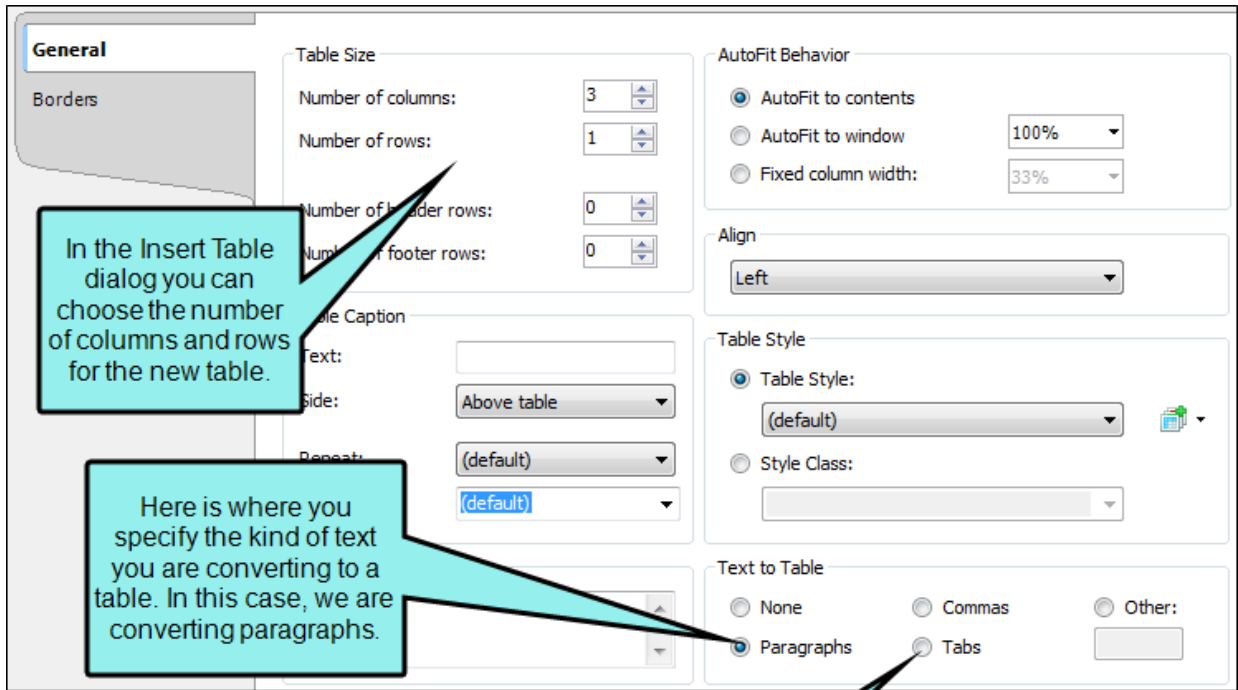 General
Borders
Table Size
Number of columns:
3
Number of rows:
1
Number of header rows:
0
Number of footer rows:
0
In the Insert Table
dialog you can
choose the number
of columns and rows
for the new table.
Caption
Text:
Side:
Above table
Repeat:
(default)
(default)
Here is where you
specify the kind of text
you are converting to a
table. In this case, we are
converting paragraphs.
AutoFit Behavior
AutoFit to contents
AutoFit to window
100%
Fixed column width:
33%
Align
Left
Table Style
Table Style:
(default)
Style Class:
Text to Table
None
Commas
Other:
Paragraphs
Tabs